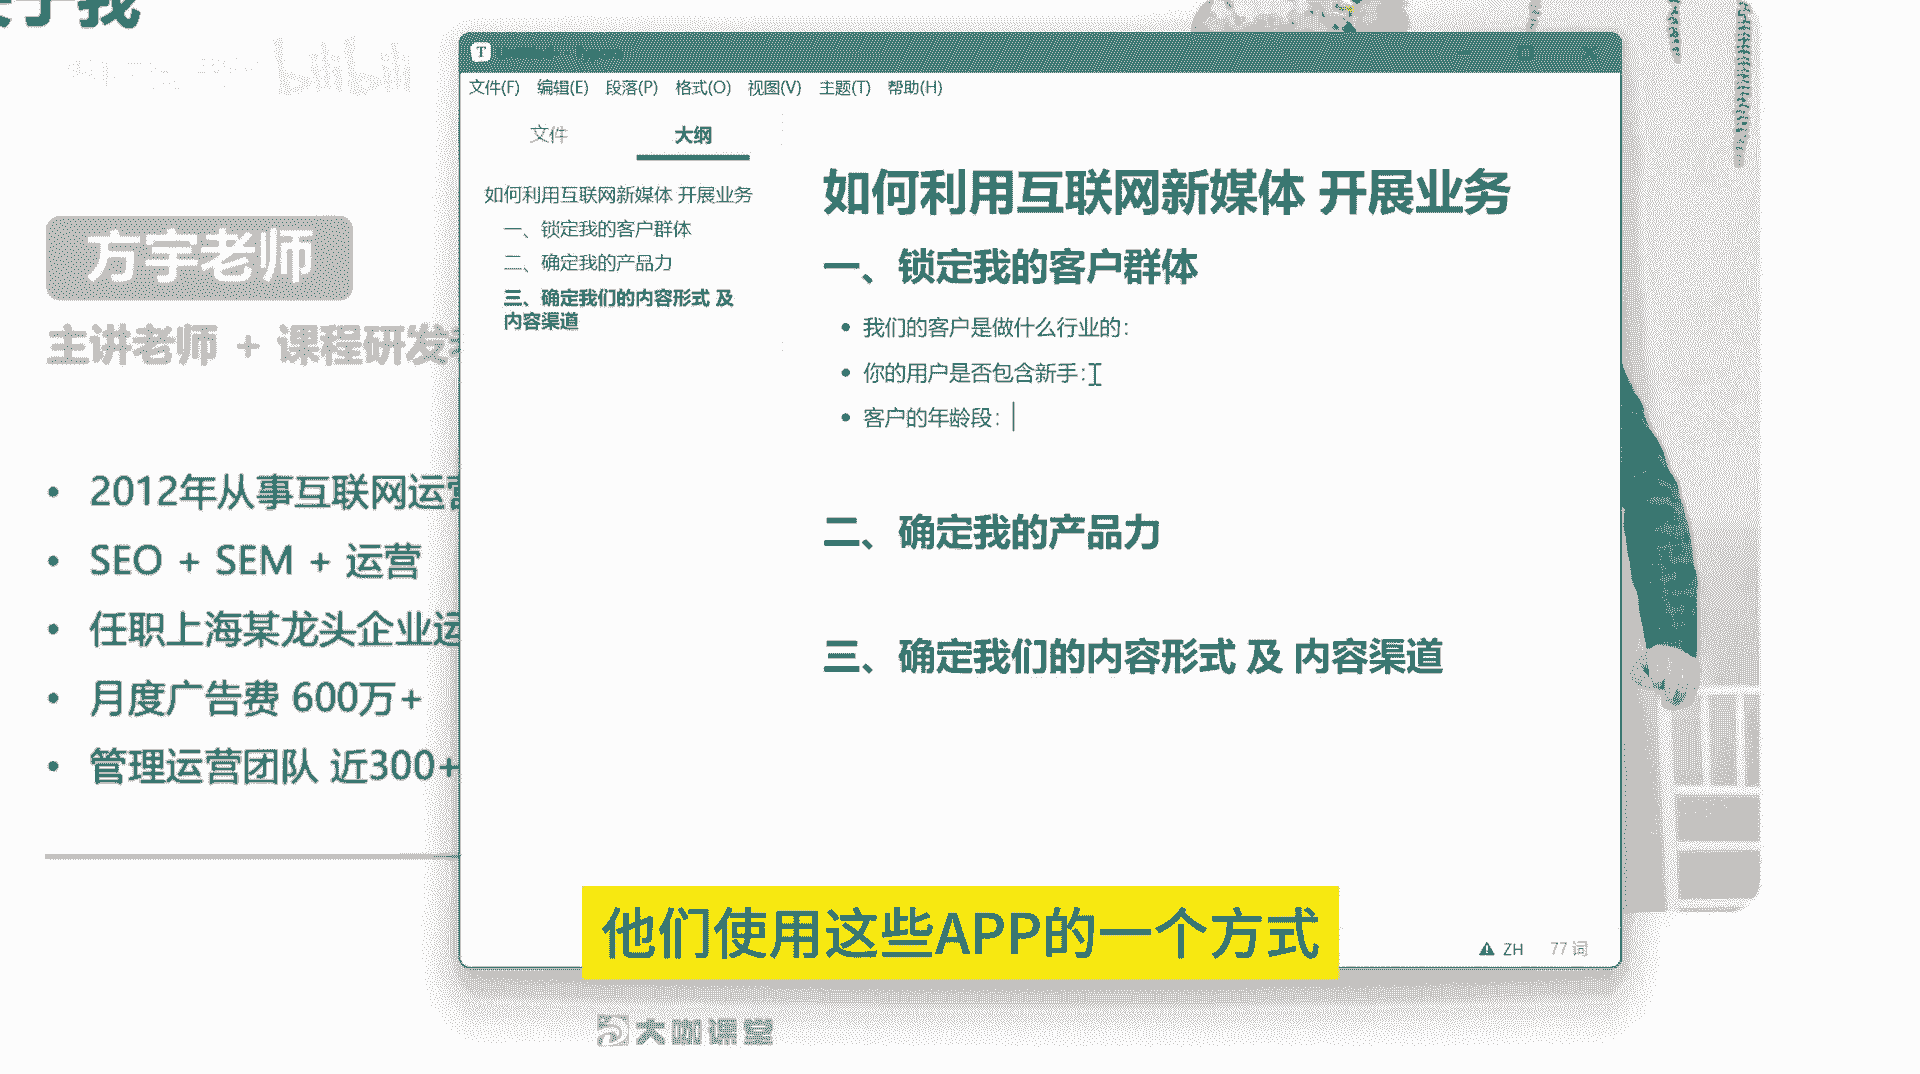 bilibili
方宇老师
主讲老师 + 课程研发
2012年从事互联网运营
SEO + SEM + 运营
任职上海某龙头企业运
月度广告费 600万+
管理运营团队 近300+
T
文件(F) 编辑(E) 段落(P) 格式(O) 视图(V) 主题(T) 帮助(H)
文件 大纲
如何利用互联网新媒体 开展业务
一、锁定我的客户群体
二、确定我的产品力
三、确定我们的内容形式 及
内容渠道
如何利用互联网新媒体 开展业务
一、锁定我的客户群体
我们的客户是做什么行业的:
你的用户是否包含新手:
客户的年龄段:
二、确定我的产品力
三、确定我们的内容形式 及 内容渠道
ZH 77 词
他们使用这些APP的一个方式
大咖课堂